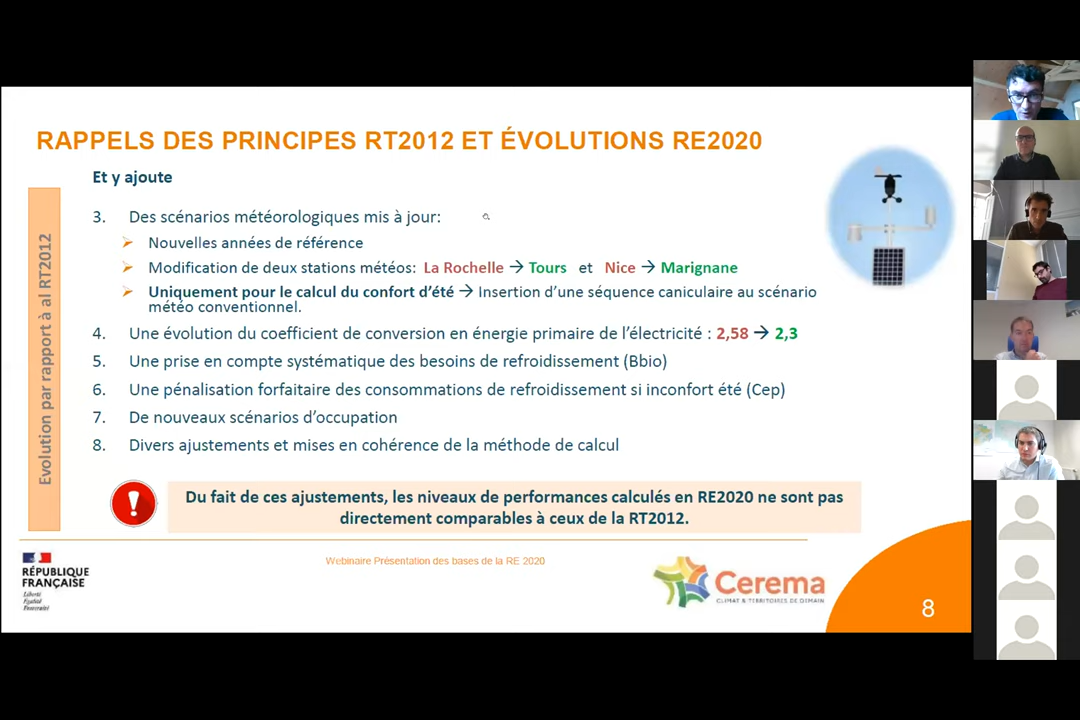 RAPPELS DES PRINCIPES RT2012 ET ÉVOLUTIONS RE2020
Et y ajoute
Evolution par rapport à al RT2012
3. Des scénarios météorologiques mis à jour:
➢ Nouvelles années de référence
➢ Modification de deux stations météos: La Rochelle → Tours et Nice → Marignane
➢ Uniquement pour le calcul du confort d'été → Insertion d'une séquence caniculaire au scénario
météo conventionnel.
4. Une évolution du coefficient de conversion en énergie primaire de l'électricité : 2,58 → 2,3
5. Une prise en compte systématique des besoins de refroidissement (Bbio)
6. Une pénalisation forfaitaire des consommations de refroidissement si inconfort été (Cep)
7. De nouveaux scénarios d'occupation
8. Divers ajustements et mises en cohérence de la méthode de calcul
!
Du fait de ces ajustements, les niveaux de performances calculés en RE2020 ne sont pas
directement comparables à ceux de la RT2012.
RÉPUBLIQUE
FRANÇAISE
Liberté
Égalité
Fraternité
Webinaire Présentation des bases de la RE 2020
Cerema
CLIMAT & TERRITOIRES DE DEMAIN
8